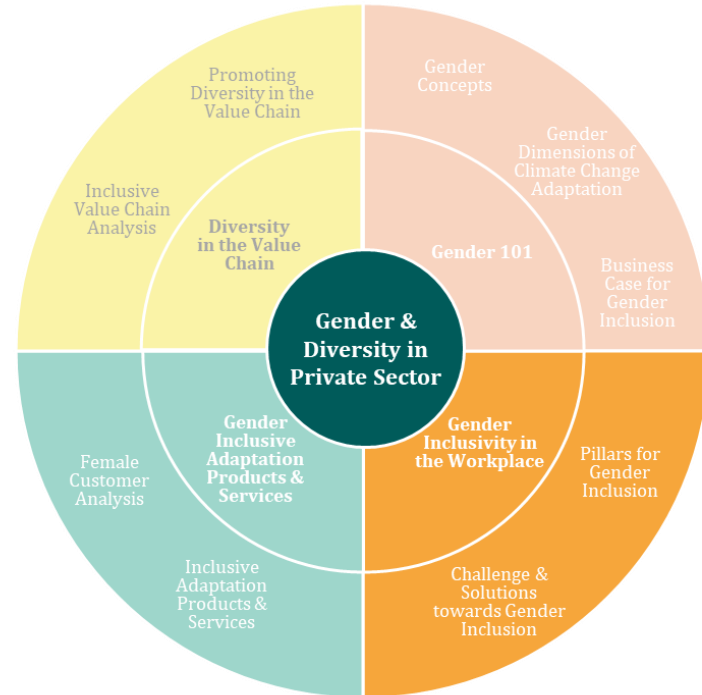 Gender &
Diversity in
Private Sector
Gender 101
Gender
Concepts
Gender
Dimensions of
Climate Change
Adaptation
Business
Case for
Gender
Inclusion
Gender
Inclusivity in
the Workplace
Pillars for
Gender
Inclusion
Challenge &
Solutions
towards Gender
Inclusion
Gender
Inclusive
Adaptation
Products &
Services
Inclusive
Adaptation
Products &
Services
Female
Customer
Analysis
Diversity
in the Value
Chain
Inclusive
Value Chain
Analysis
Promoting
Diversity in the
Value Chain